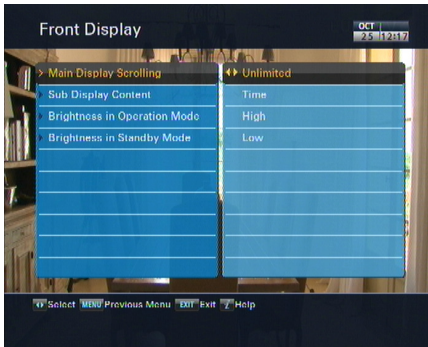 Front Display
OCT
25 12:17
> Main Display Scrolling Unlimited
Sub Display Content Time
Brightness in Operation Mode High
Brightness in Standby Mode Low
Select MENU Previous Menu EXIT Exit i Help